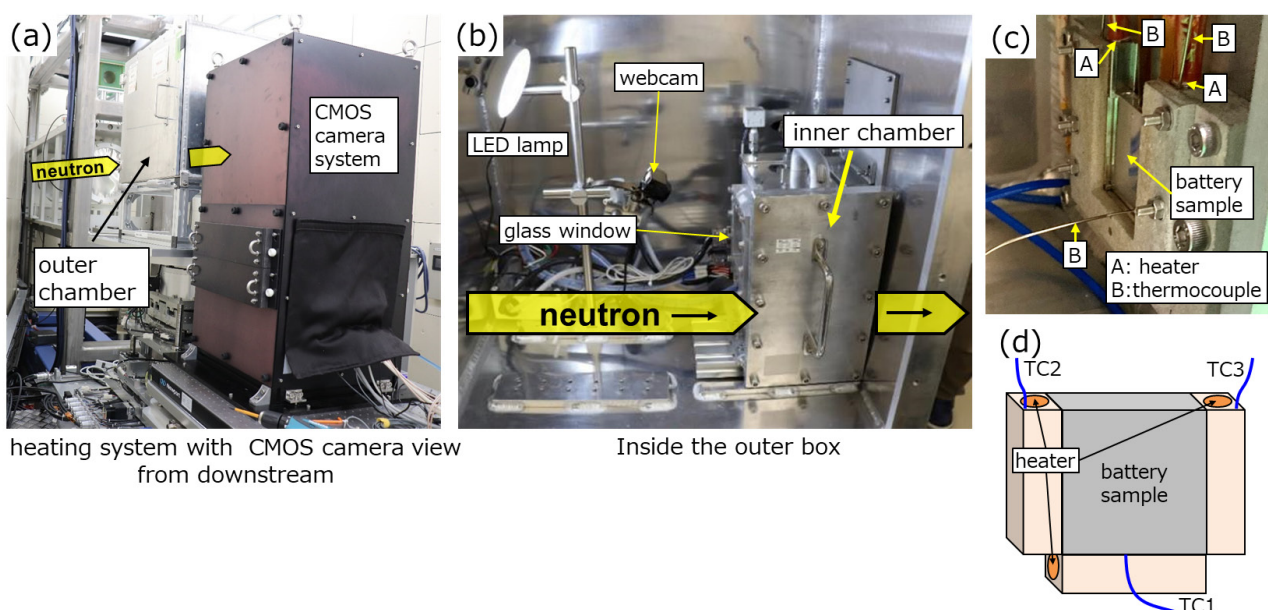 (a)
CMOS
camera
system
neutron
outer
chamber
heating system with CMOS camera view
from downstream
(b)
webcam
LED lamp
inner chamber
glass window
neutron
Inside the outer box
(c)
B
B
A
A
battery
sample
B
A: heater
B:thermocouple
(d)
TC2
TC3
heater
battery
sample
TC1